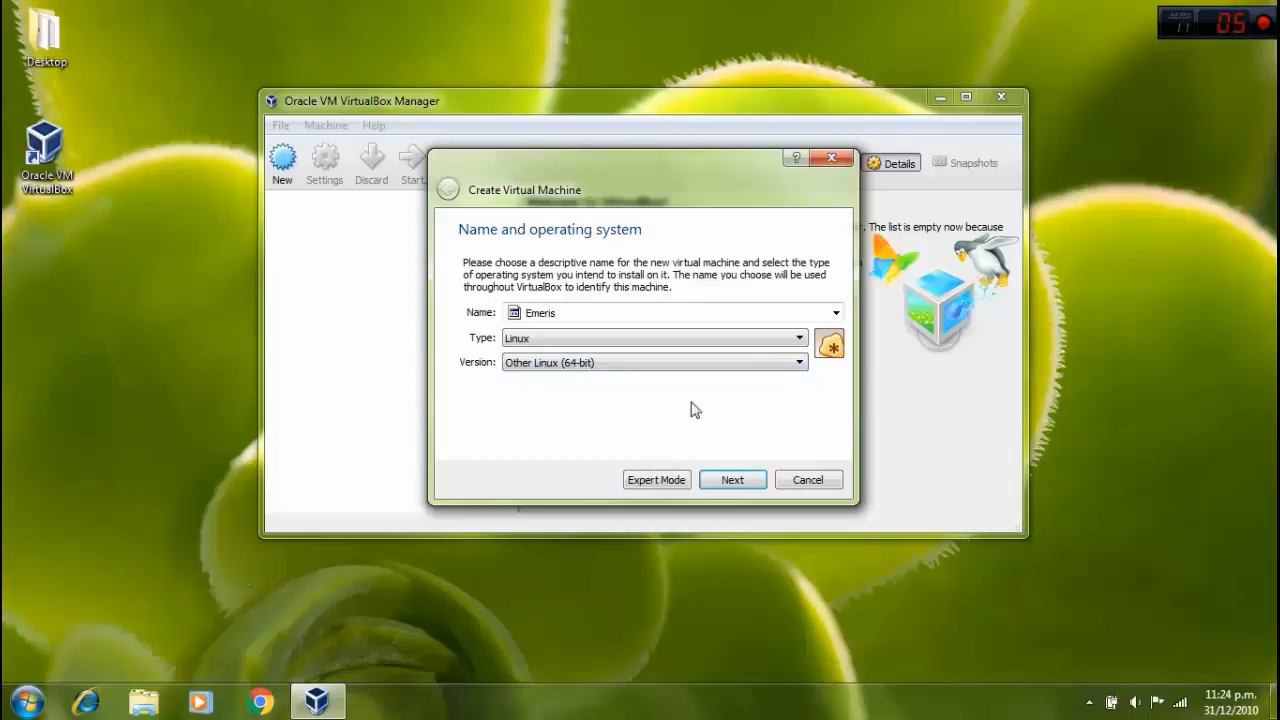 Desktop
11
05
Oracle VM VirtualBox Manager
File Machine Help
Oracle VM
VirtualBox
New Settings Discard Start
Details Snapshots
Create Virtual Machine
. The list is empty now because
Name and operating system
Please choose a descriptive name for the new virtual machine and select the type
of operating system you intend to install on it. The name you choose will be used
throughout VirtualBox to identify this machine.
Name: Emeris
Type: Linux
Version: Other Linux (64-bit)
Expert Mode Next Cancel
11:24 p.m.
31/12/2010